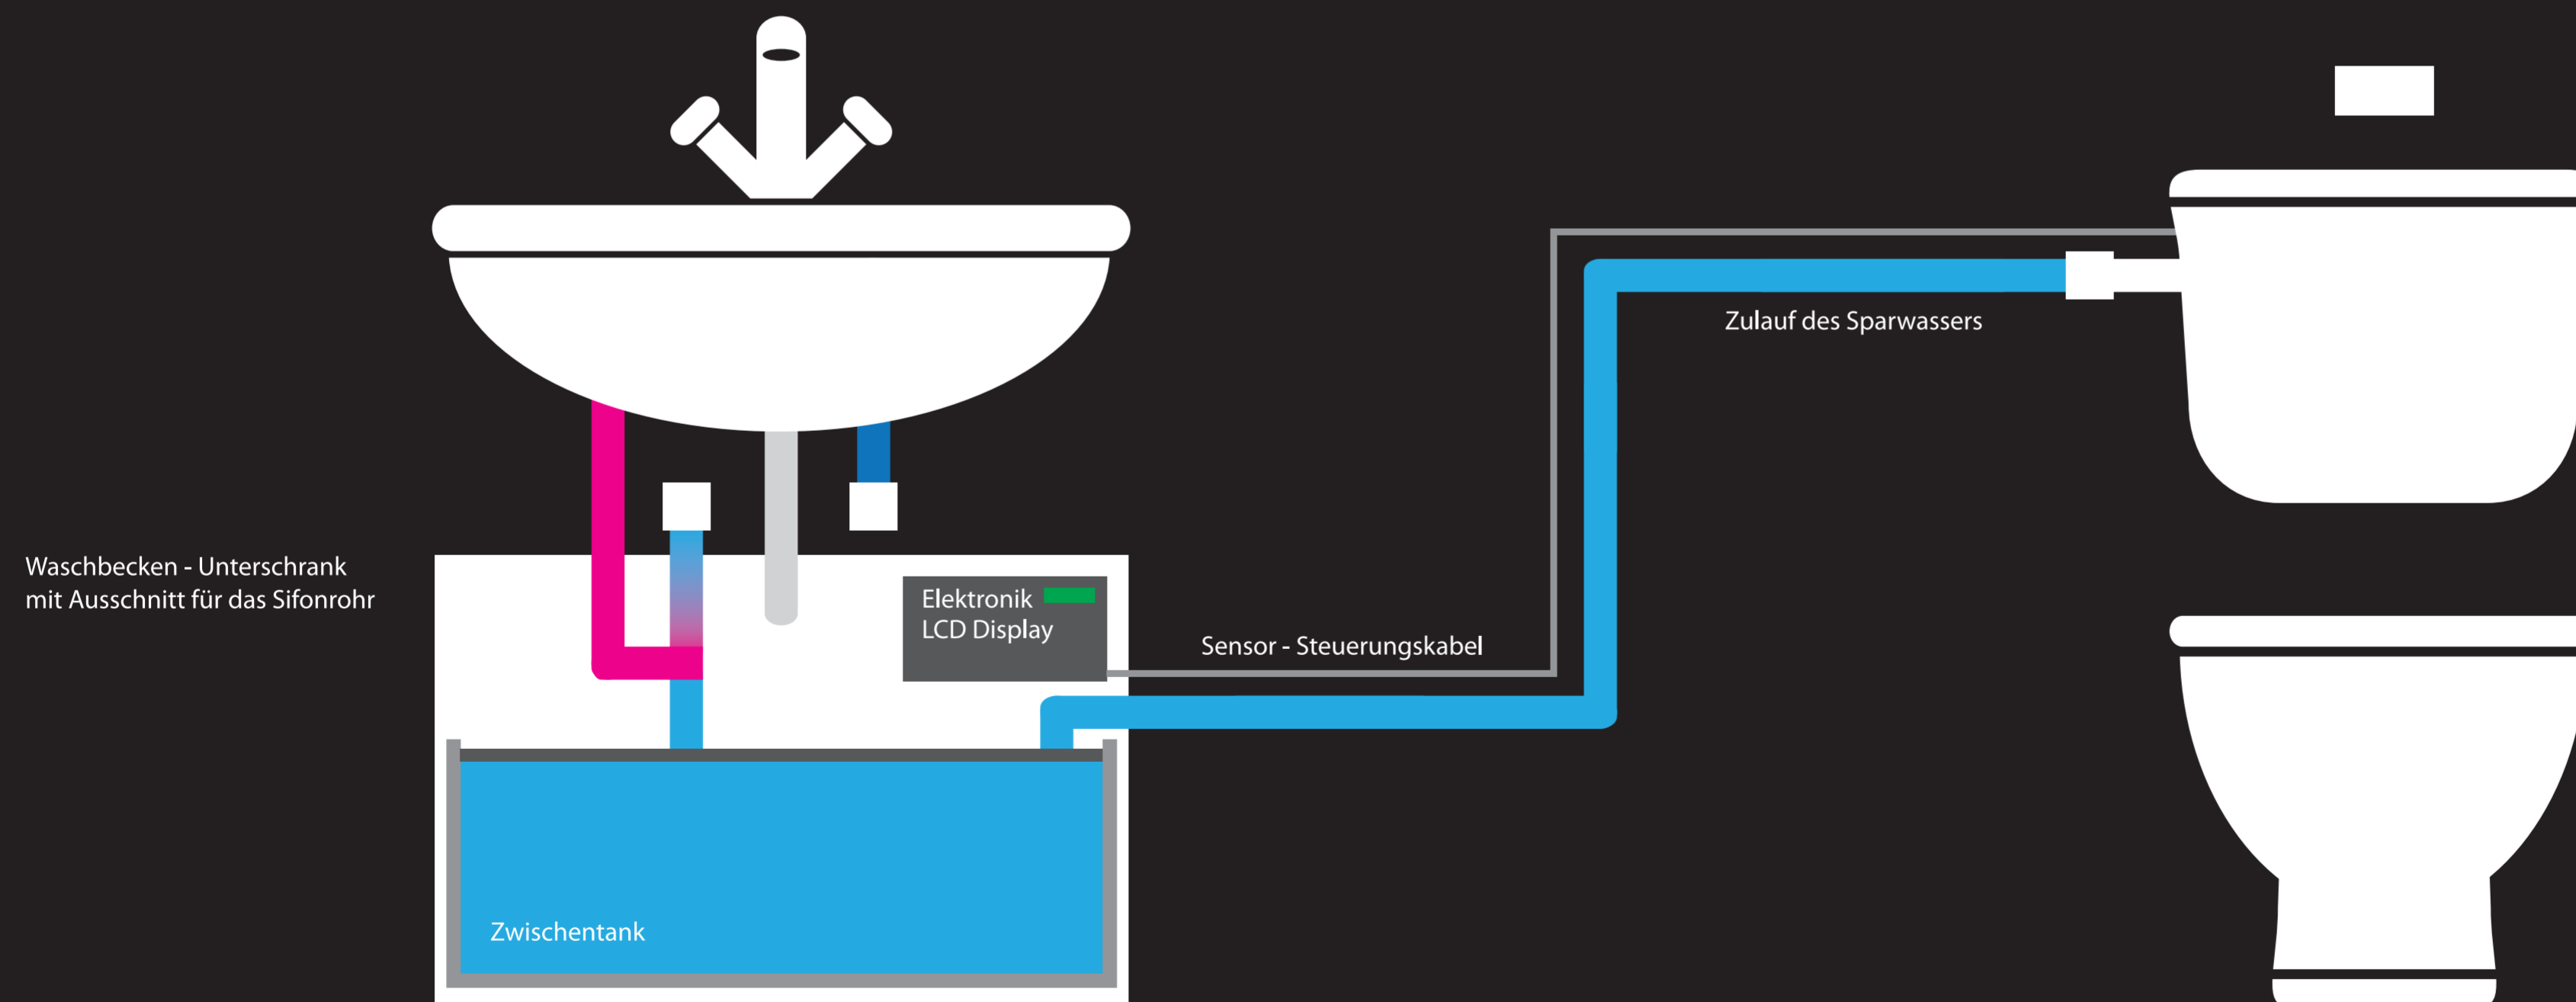 Zulauf des Sparwassers
Waschbecken - Unterschrank
mit Ausschnitt für das Sifonrohr
Elektronik
LCD Display
Sensor - Steuerungskabel
Zwischentank